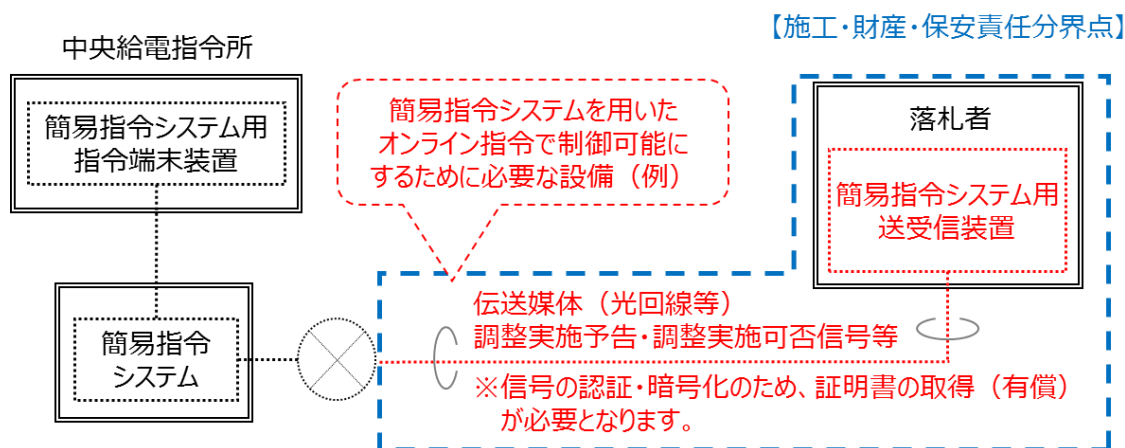 【施工・財産・保安責任分界点】
中央給電指令所
簡易指令システム用
指令端末装置
簡易指令システムを用いた
オンライン指令で制御可能に
するために必要な設備（例）
落札者
簡易指令システム用
送受信装置
簡易指令
システム
伝送媒体（光回線等）
調整実施予告・調整実施可否信号等
※信号の認証・暗号化のため、証明書の取得（有償）
が必要となります。